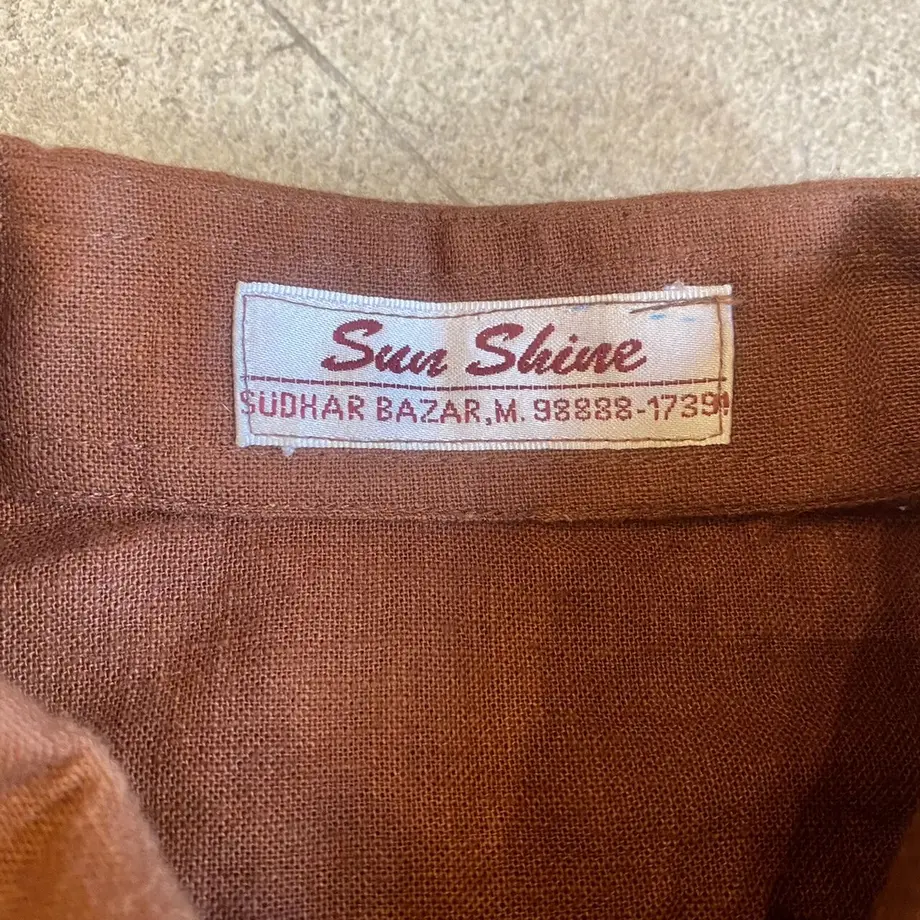 Sun Shine
SUDHAR BAZAR, M. 98888-1739